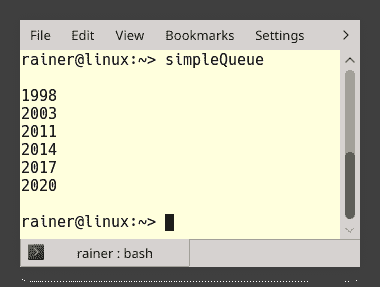 File Edit View Bookmarks Settings >
rainer@linux:~> simpleQueue
1998
2003
2011
2014
2017
2020
rainer@linux:~>
rainer : bash